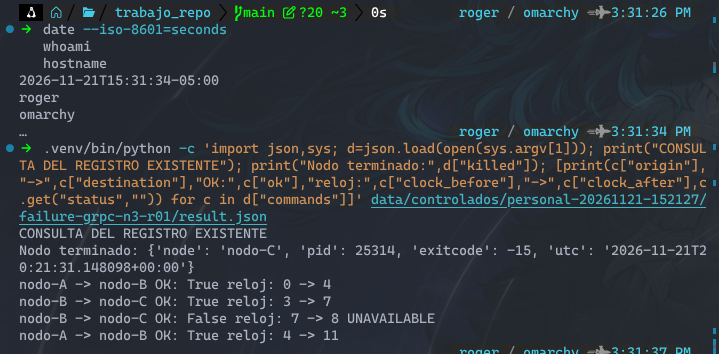 trabajo_repo main ?20 ~3 0s roger / omarchy 3:31:26 PM
date --iso-8601=seconds
whoami
hostname
2026-11-21T15:31:34-05:00
roger
omarchy
…
roger / omarchy 3:31:34 PM
.venv/bin/python -c 'import json,sys; d=json.load(open(sys.argv[1])); print("CONSUL
TA DEL REGISTRO EXISTENTE"); print("Nodo terminado:",d["killed"]); [print(c["origin"],
"->",c["destination"],"OK:",c["ok"],"reloj:",c["clock_before"],"->",c["clock_after"],c
.get("status","")) for c in d["commands"]]' data/controlados/personal-20261121-152127/
failure-grpc-n3-r01/result.json
CONSULTA DEL REGISTRO EXISTENTE
Nodo terminado: {'node': 'nodo-C', 'pid': 25314, 'exitcode': -15, 'utc': '2026-11-21T2
0:21:31.148098+00:00'}
nodo-A -> nodo-B OK: True reloj: 0 -> 4
nodo-B -> nodo-C OK: True reloj: 3 -> 7
nodo-B -> nodo-C OK: False reloj: 7 -> 8 UNAVAILABLE
nodo-A -> nodo-B OK: True reloj: 4 -> 11
roger / omarchy 3:31:37 PM